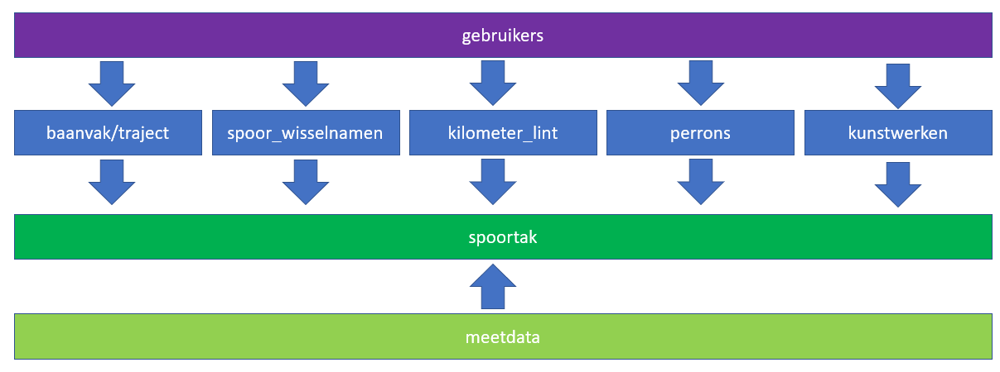 gebruikers
baanvak/traject
spoor_wisselnamen
kilometer_lint
perrons
kunstwerken
spoortak
meetdata